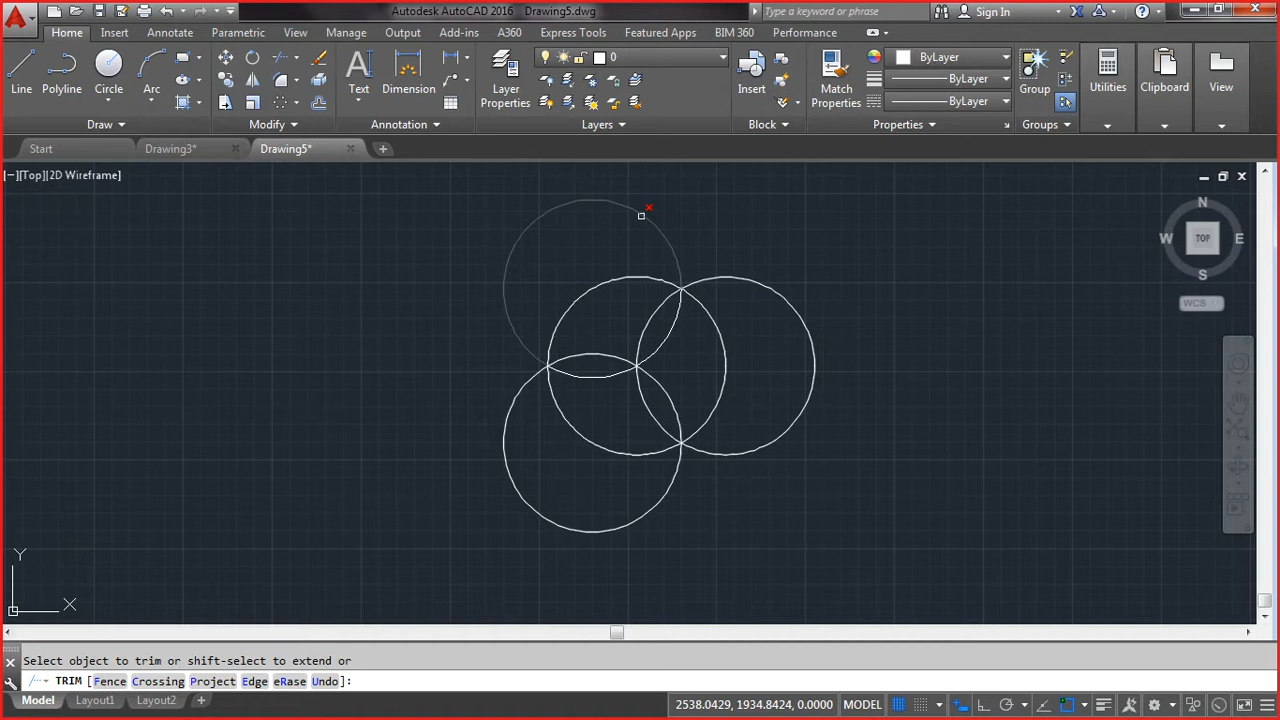 Autodesk AutoCAD 2016 Drawing5.dwg
Type a keyword or phrase
Sign In
Home Insert Annotate Parametric View Manage Output Add-ins A360 Express Tools Featured Apps BIM 360 Performance
Line Polyline Circle Arc
Text Dimension
Layer Properties
0
Insert
Match Properties
ByLayer
ByLayer
ByLayer
Group
Utilities
Clipboard
View
Draw Modify Annotation Layers Block Properties Groups
Start Drawing3* Drawing5*
[−][Top][2D Wireframe]
N
W TOP E
S
WCS
Y
X
Select object to trim or shift-select to extend or
TRIM [Fence Crossing Project Edge eRase Undo]:
Model Layout1 Layout2 +
2538.0429, 1934.8424, 0.0000 MODEL